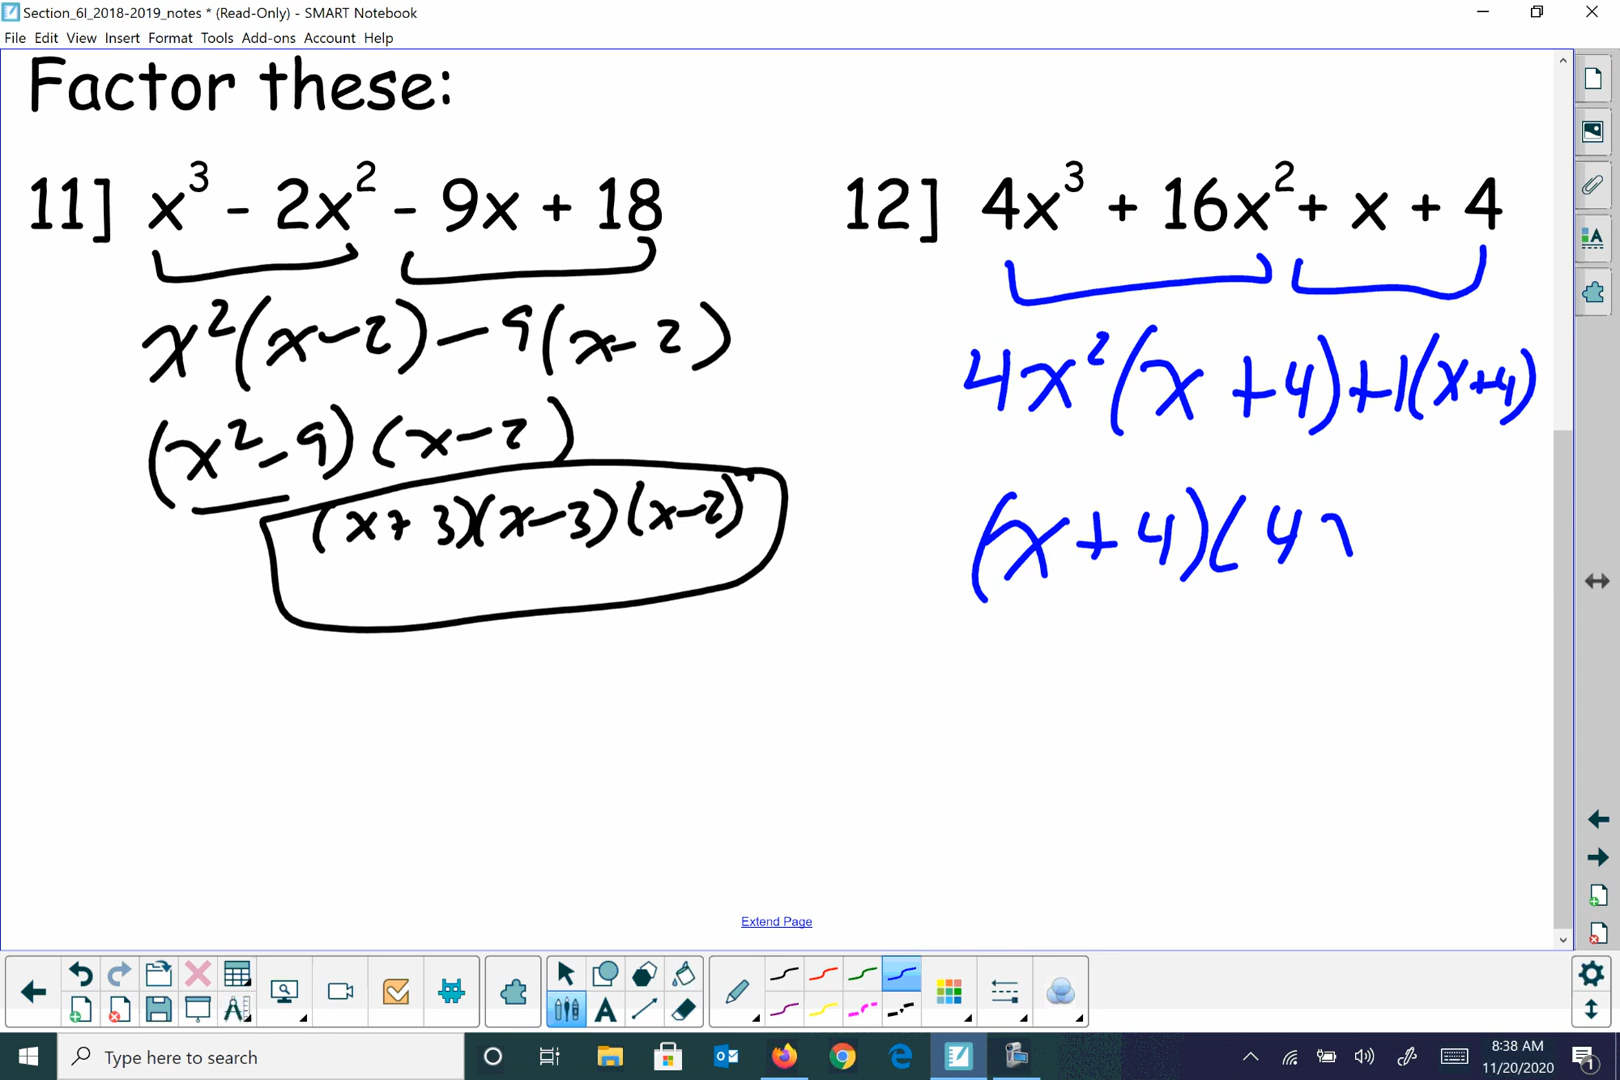 Section_6I_2018-2019_notes * (Read-Only) - SMART Notebook
File Edit View Insert Format Tools Add-ons Account Help
Factor these:
11] x³ - 2x² - 9x + 18
x²(x-2) - 9(x-2)
(x²-9)(x-2)
(x+3)(x-3)(x-2)
12] 4x³ + 16x² + x + 4
4x²(x+4)+1(x+4)
(x+4)(4
Extend Page
Type here to search
8:38 AM
11/20/2020
1